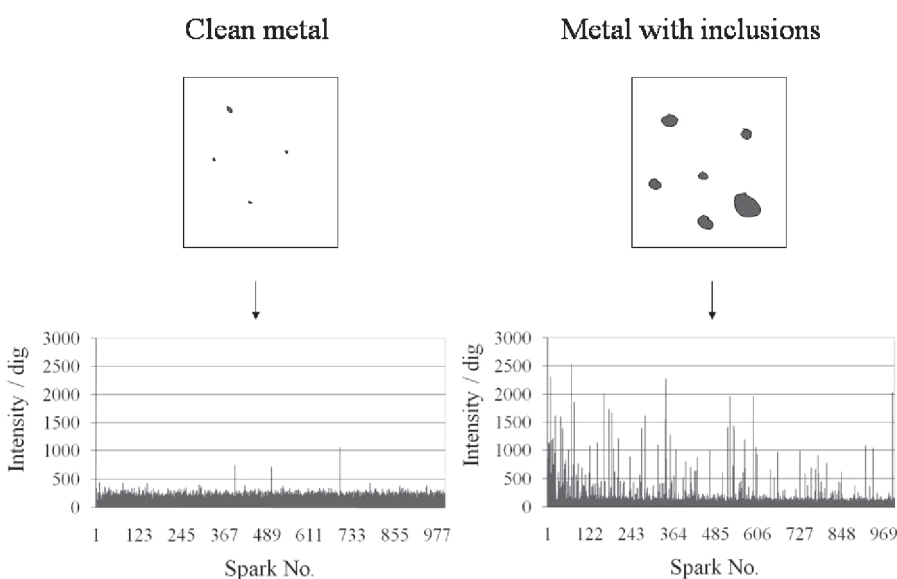 Clean metal
Metal with inclusions
Intensity / dig
3000
2500
2000
1500
1000
500
0
1 123 245 367 489 611 733 855 977
Spark No.
Intensity / dig
3000
2500
2000
1500
1000
500
0
1 122 243 364 485 606 727 848 969
Spark No.